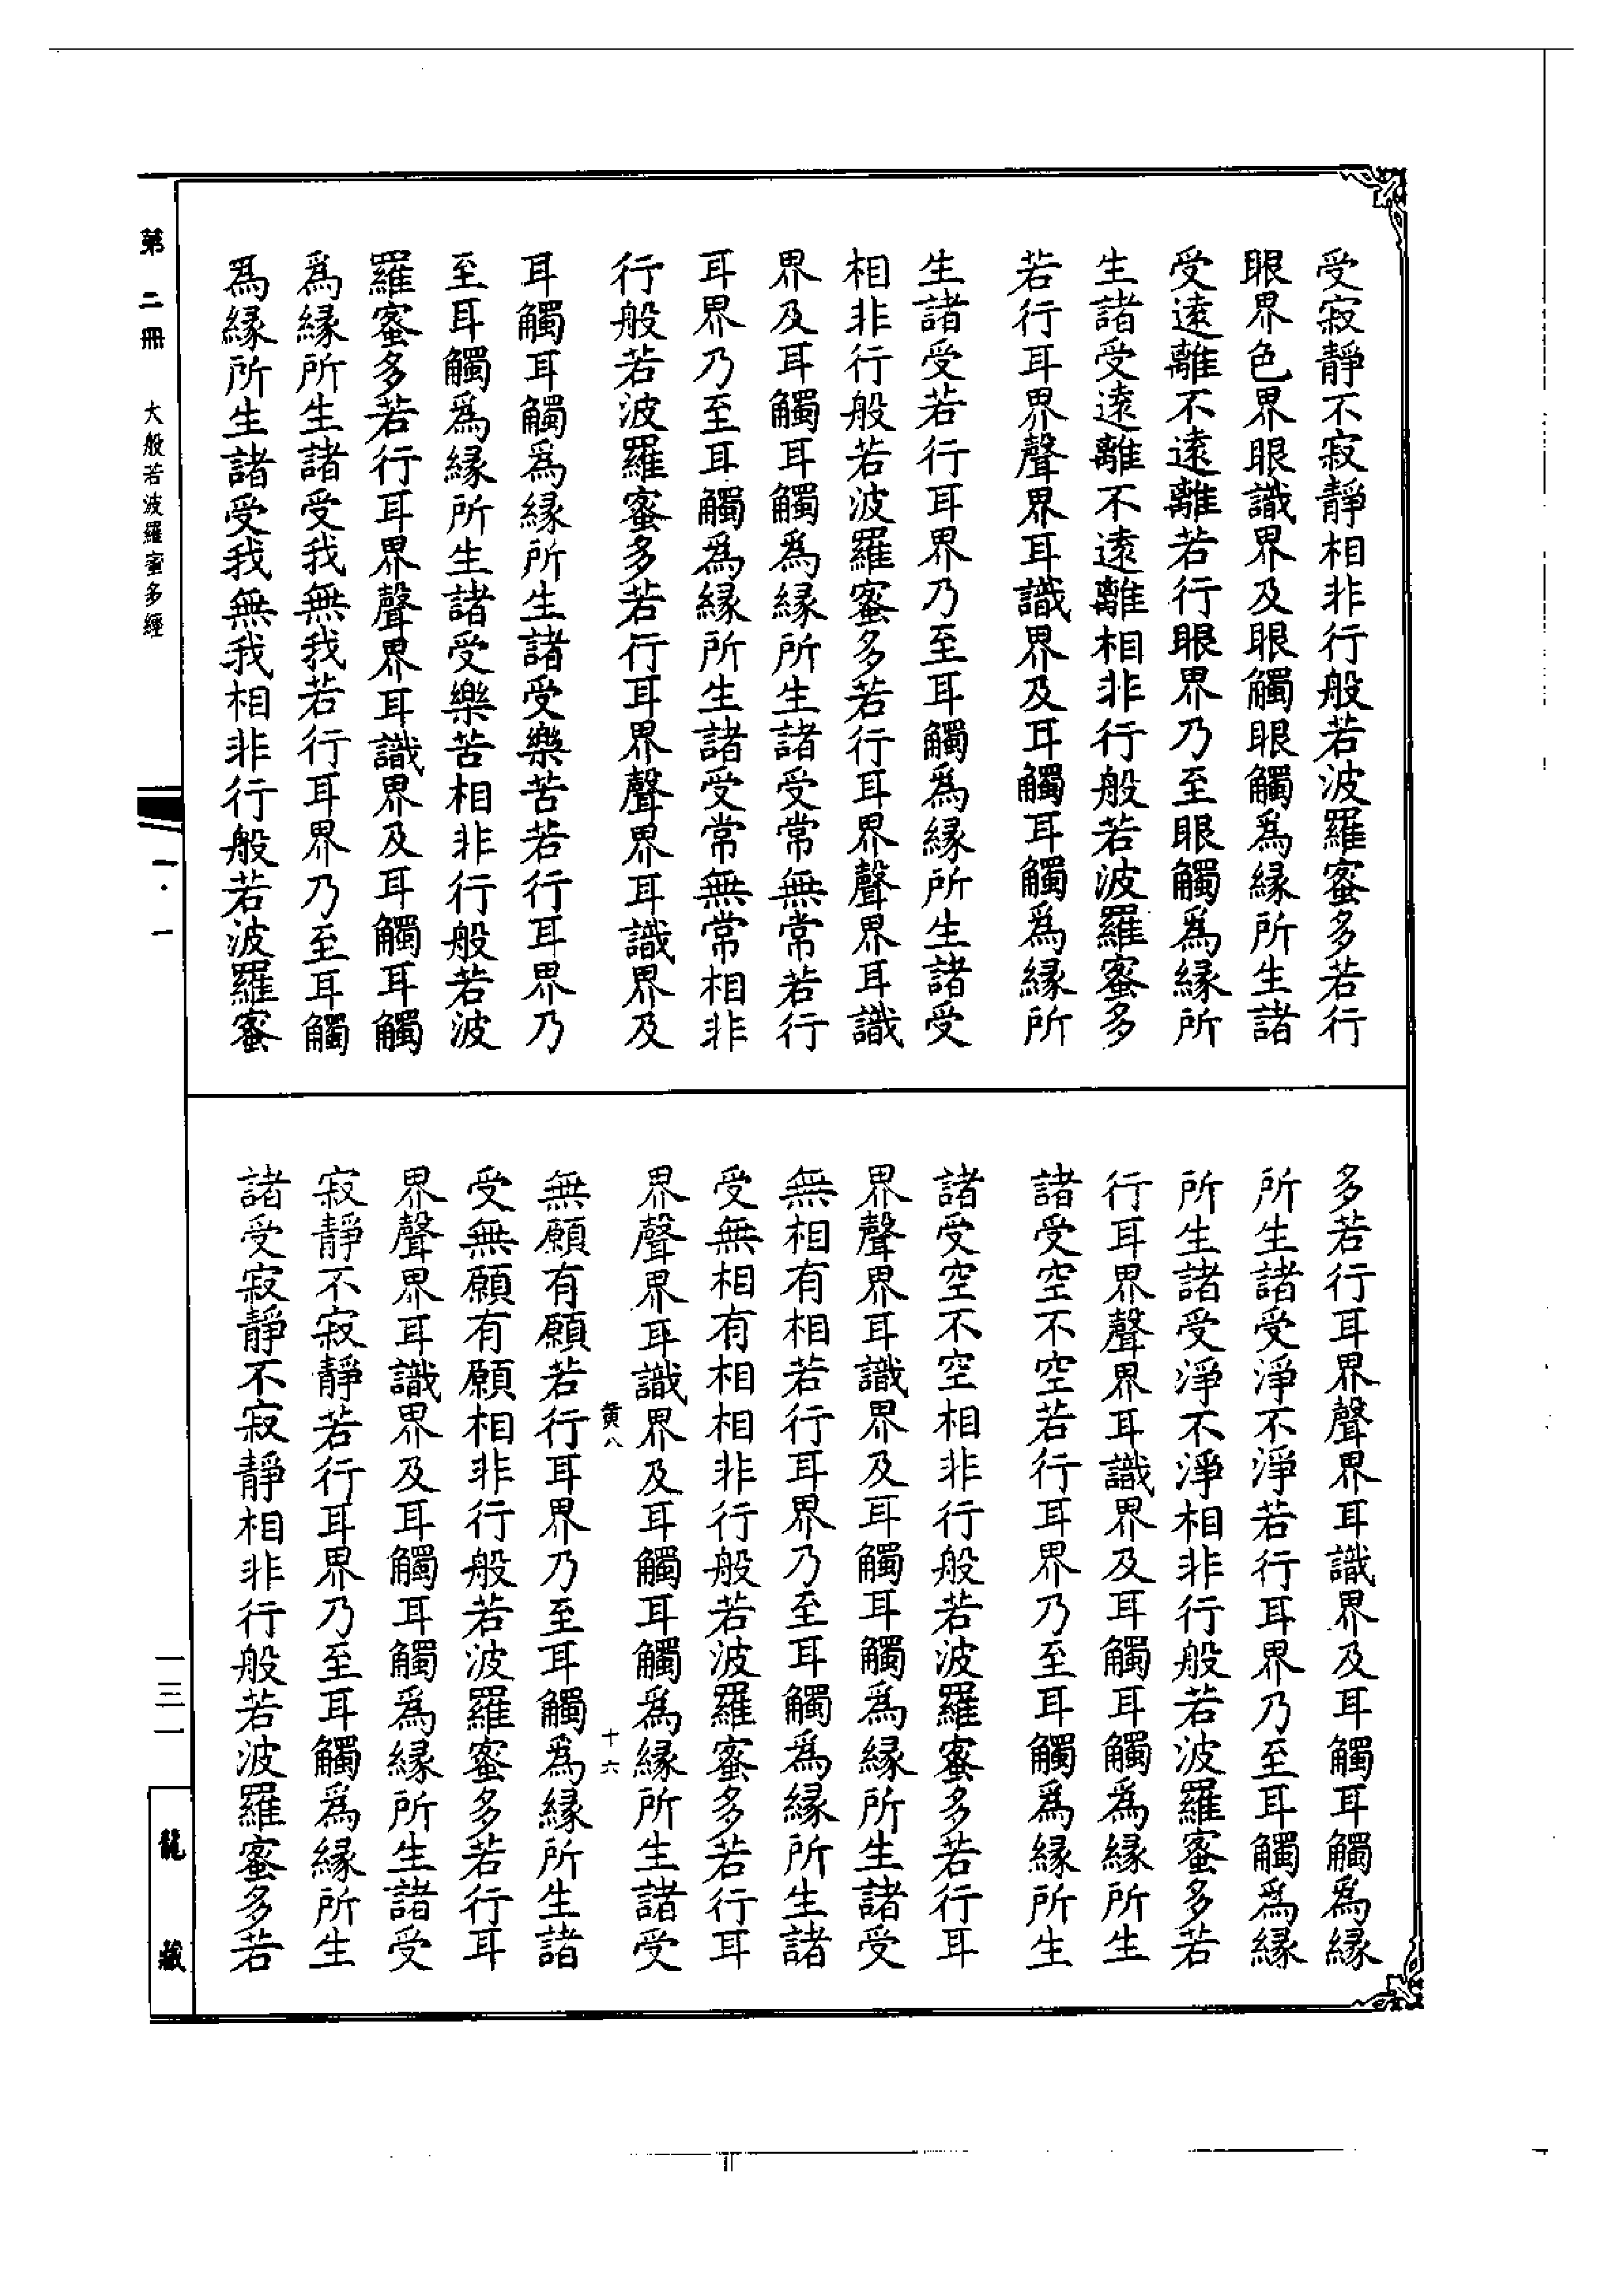 受寂靜不寂靜相非行般若波羅蜜多若行
眼界色界眼識界及眼觸眼觸爲縁所生諸
受遠離不遠離若行眼界乃至眼觸爲縁所
生諸受遠離不遠離相非行般若波羅蜜多
若行耳界聲界耳識界及耳觸耳觸爲縁所
生諸受若行耳界乃至耳觸爲縁所生諸受
相非行般若波羅蜜多若行耳界聲界耳識
界及耳觸耳觸爲縁所生諸受常無常若行
耳界乃至耳觸爲縁所生諸受常無常相非
行般若波羅蜜多若行耳界聲界耳識界及
耳觸耳觸爲縁所生諸受樂苦若行耳界乃
至耳觸爲縁所生諸受樂苦相非行般若波
羅蜜多若行耳界聲界耳識界及耳觸耳觸
爲縁所生諸受我無我若行耳界乃至耳觸
爲縁所生諸受我無我相非行般若波羅蜜
多若行耳界聲界耳識界及耳觸耳觸爲縁
所生諸受淨不淨若行耳界乃至耳觸爲縁
所生諸受淨不淨相非行般若波羅蜜多若
行耳界聲界耳識界及耳觸耳觸爲縁所生
諸受空不空若行耳界乃至耳觸爲縁所生
諸受空不空相非行般若波羅蜜多若行耳
界聲界耳識界及耳觸耳觸爲縁所生諸受
無相有相若行耳界乃至耳觸爲縁所生諸
受無相有相相非行般若波羅蜜多若行耳
界聲界耳識界及耳觸耳觸爲縁所生諸受
黄八 十六
無願有願若行耳界乃至耳觸爲縁所生諸
受無願有願相非行般若波羅蜜多若行耳
界聲界耳識界及耳觸耳觸爲縁所生諸受
寂靜不寂靜若行耳界乃至耳觸爲縁所生
諸受寂靜不寂靜相非行般若波羅蜜多若
第二冊 大般若波羅蜜多經 一·一 一三一 龍藏